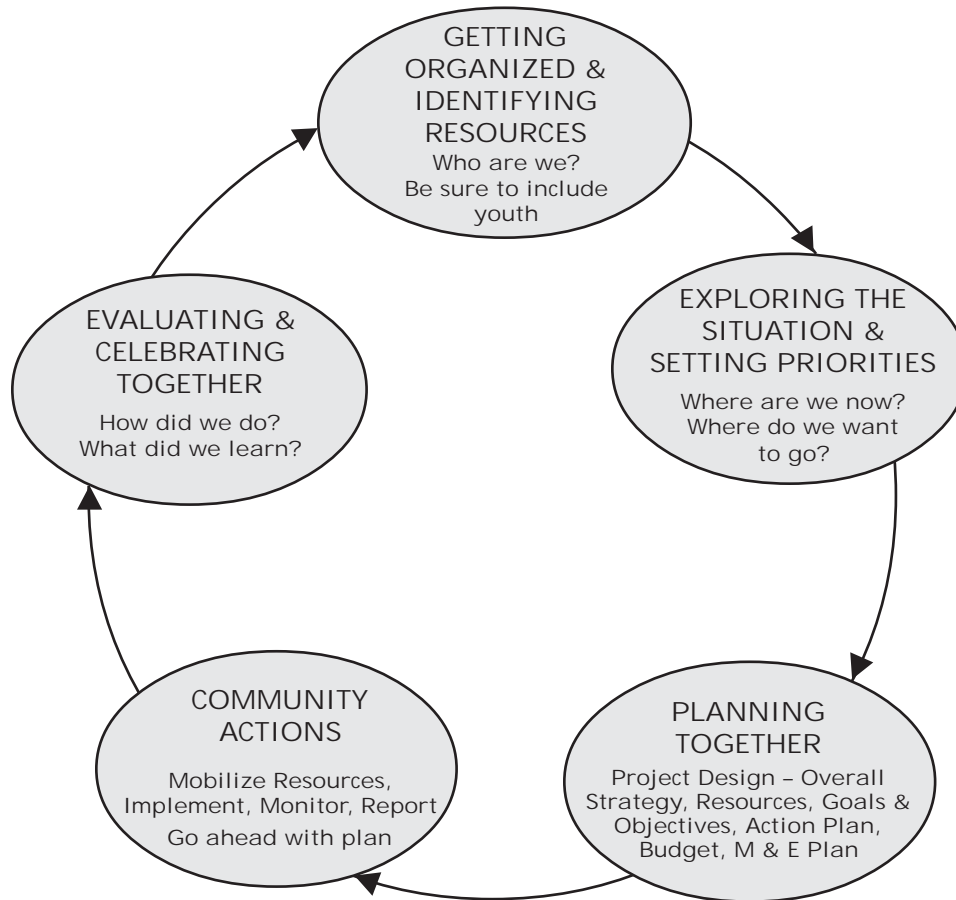 GETTING
ORGANIZED &
IDENTIFYING
RESOURCES
Who are we?
Be sure to include
youth
EXPLORING THE
SITUATION &
SETTING PRIORITIES
Where are we now?
Where do we want
to go?
PLANNING
TOGETHER
Project Design – Overall
Strategy, Resources, Goals &
Objectives, Action Plan,
Budget, M & E Plan
COMMUNITY
ACTIONS
Mobilize Resources,
Implement, Monitor, Report
Go ahead with plan
EVALUATING &
CELEBRATING
TOGETHER
How did we do?
What did we learn?